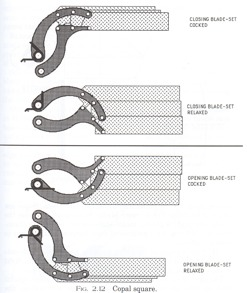 CLOSING BLADE-SET
COCKED
CLOSING BLADE-SET
RELAXED
OPENING BLADE-SET
COCKED
OPENING BLADE-SET
RELAXED
FIG. 2.12 Copal square.